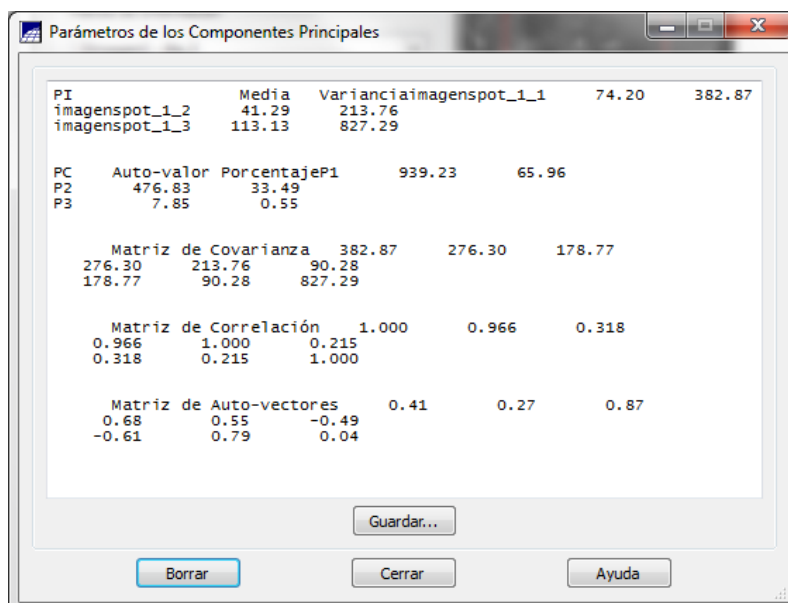 Parámetros de los Componentes Principales
PI Media Varianciaimagenspot_1_1 74.20 382.87
imagenspot_1_2 41.29 213.76
imagenspot_1_3 113.13 827.29
PC Auto-valor PorcentajeP1 939.23 65.96
P2 476.83 33.49
P3 7.85 0.55
Matriz de Covarianza 382.87 276.30 178.77
276.30 213.76 90.28
178.77 90.28 827.29
Matriz de Correlación 1.000 0.966 0.318
0.966 1.000 0.215
0.318 0.215 1.000
Matriz de Auto-vectores 0.41 0.27 0.87
0.68 0.55 -0.49
-0.61 0.79 0.04
Guardar...
Borrar Cerrar Ayuda